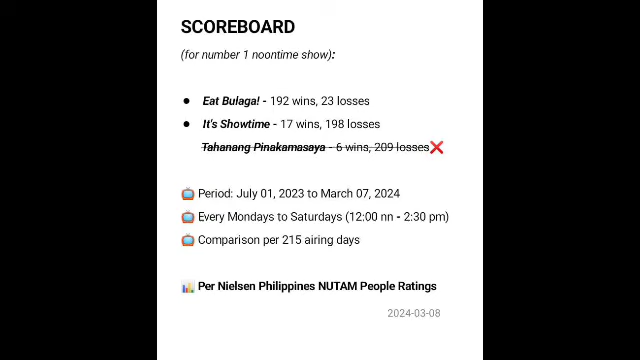 SCOREBOARD
(for number 1 noontime show):
● Eat Bulaga! - 192 wins, 23 losses
● It's Showtime - 17 wins, 198 losses
Tahanang Pinakamasaya - 6 wins, 209 losses❌
📺 Period: July 01, 2023 to March 07, 2024
📺 Every Mondays to Saturdays (12:00 nn - 2:30 pm)
📺 Comparison per 215 airing days
📊 Per Nielsen Philippines NUTAM People Ratings
2024-03-08